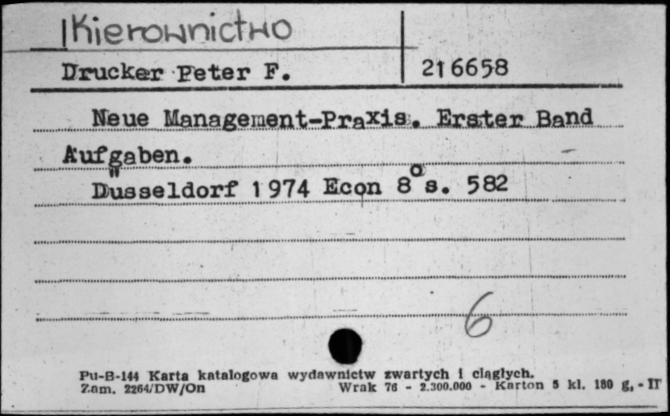 Kierownictwo
Drucker Peter F. 216658
Neue Management-Praxis. Erster Band
Aufgaben.
Düsseldorf 1974 Econ 8° s. 582
6
Pu-B-144 Karta katalogowa wydawnictw zwartych i ciągłych.
Zam. 2264/DW/On Wrak 76 - 2.300.000 - Karton 5 kl. 180 g, - II